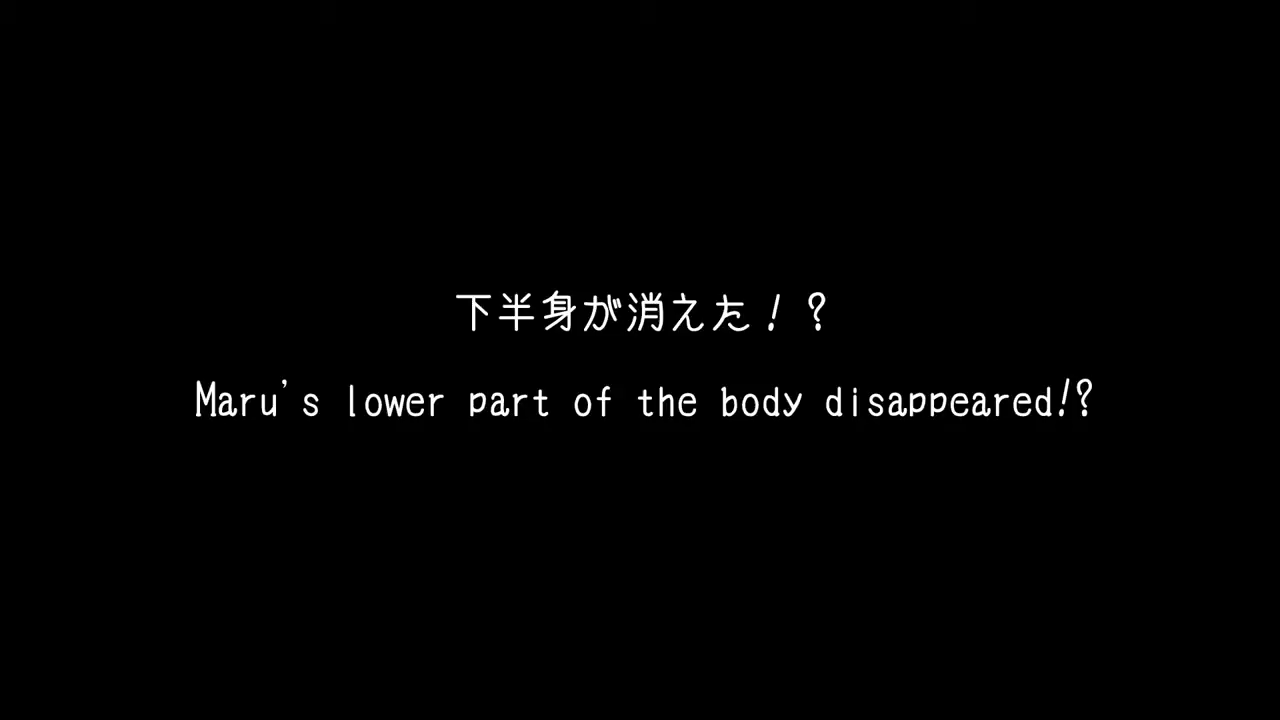 下半身が消えた！？
Maru's lower part of the body disappeared!?